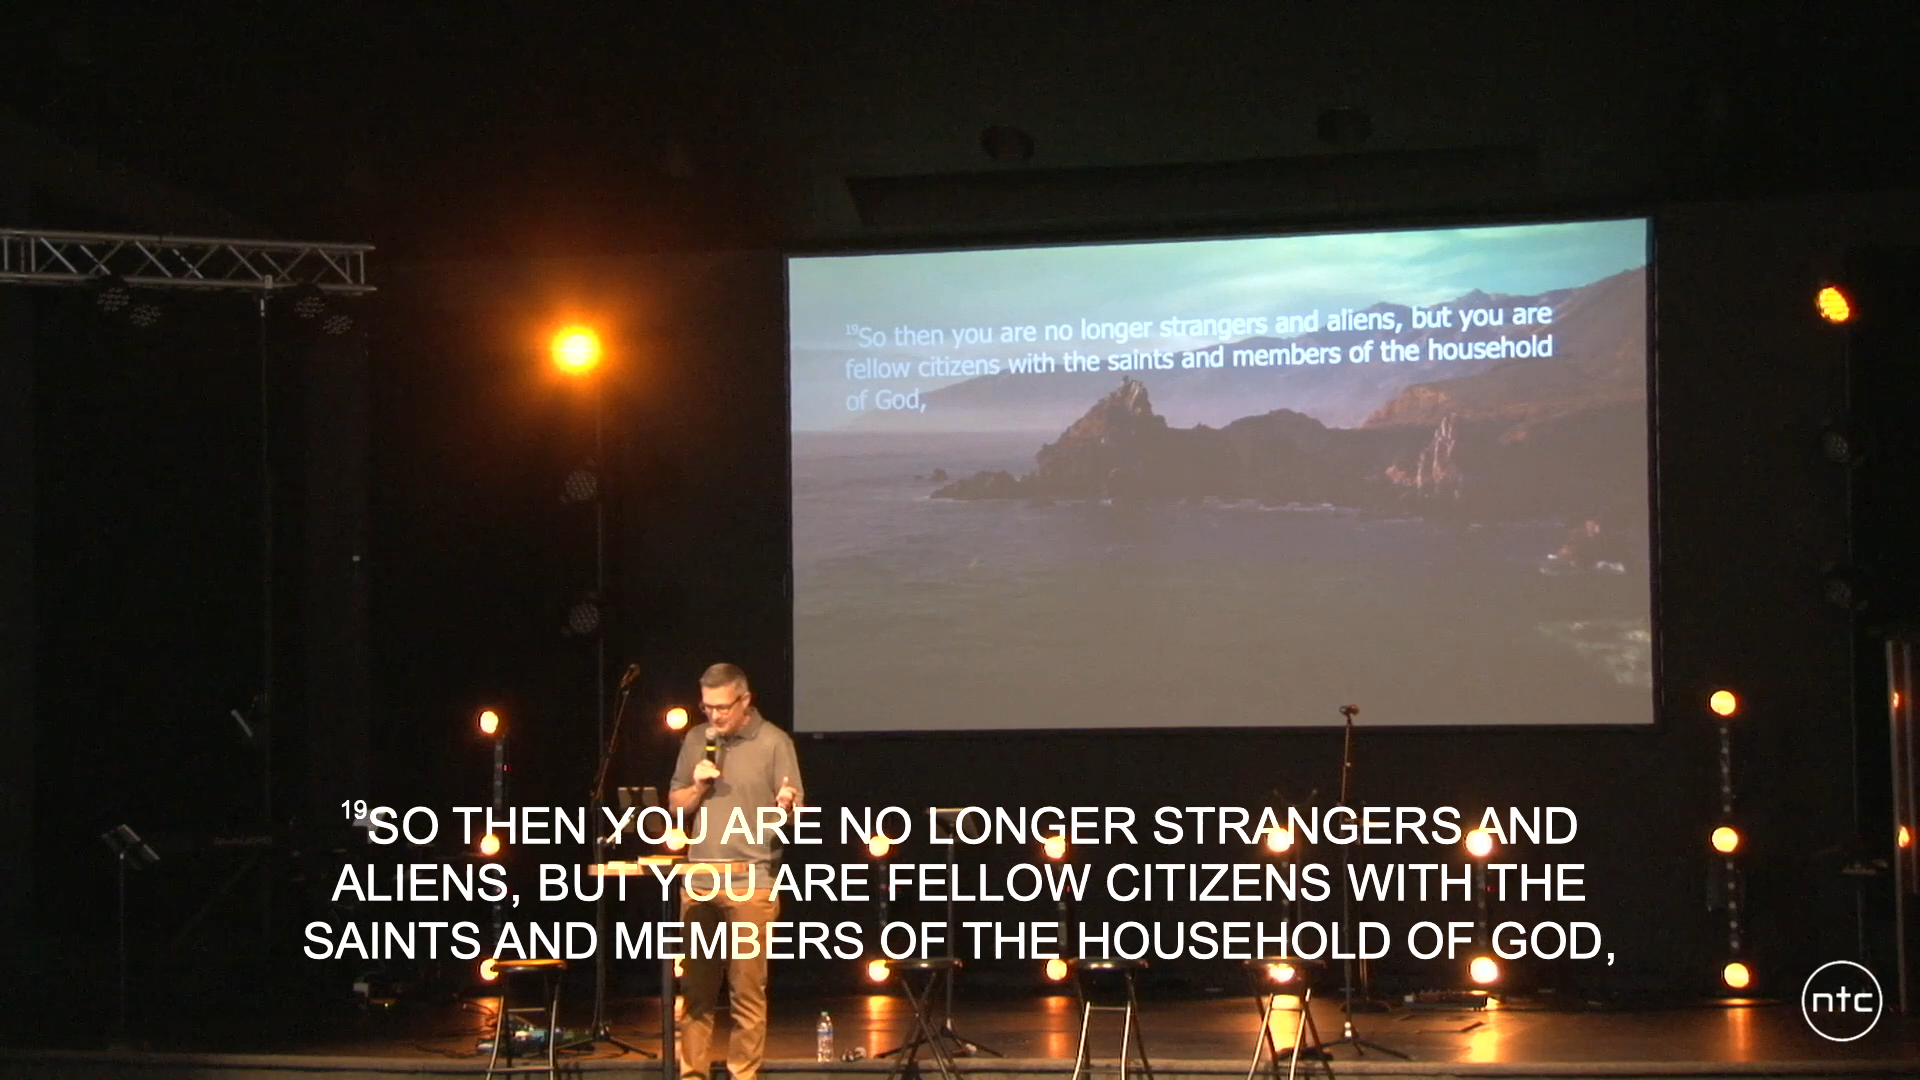 ¹⁹So then you are no longer strangers and aliens, but you are
fellow citizens with the saints and members of the household
of God,
¹⁹SO THEN YOU ARE NO LONGER STRANGERS AND
ALIENS, BUT YOU ARE FELLOW CITIZENS WITH THE
SAINTS AND MEMBERS OF THE HOUSEHOLD OF GOD,
ntc